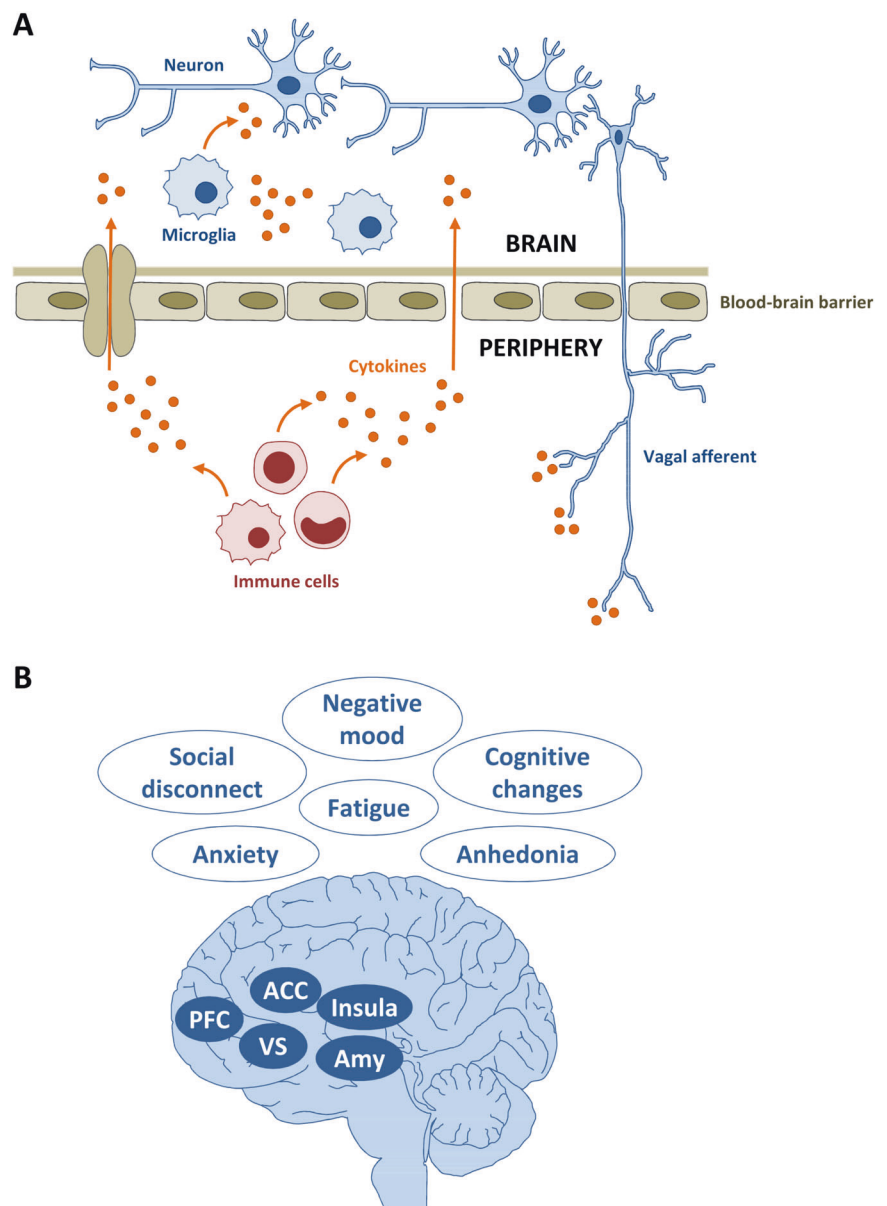 A
Neuron
Microglia
BRAIN
Blood-brain barrier
PERIPHERY
Cytokines
Vagal afferent
Immune cells
B
Negative
mood
Social
disconnect
Cognitive
changes
Fatigue
Anxiety
Anhedonia
ACC
Insula
PFC
VS
Amy